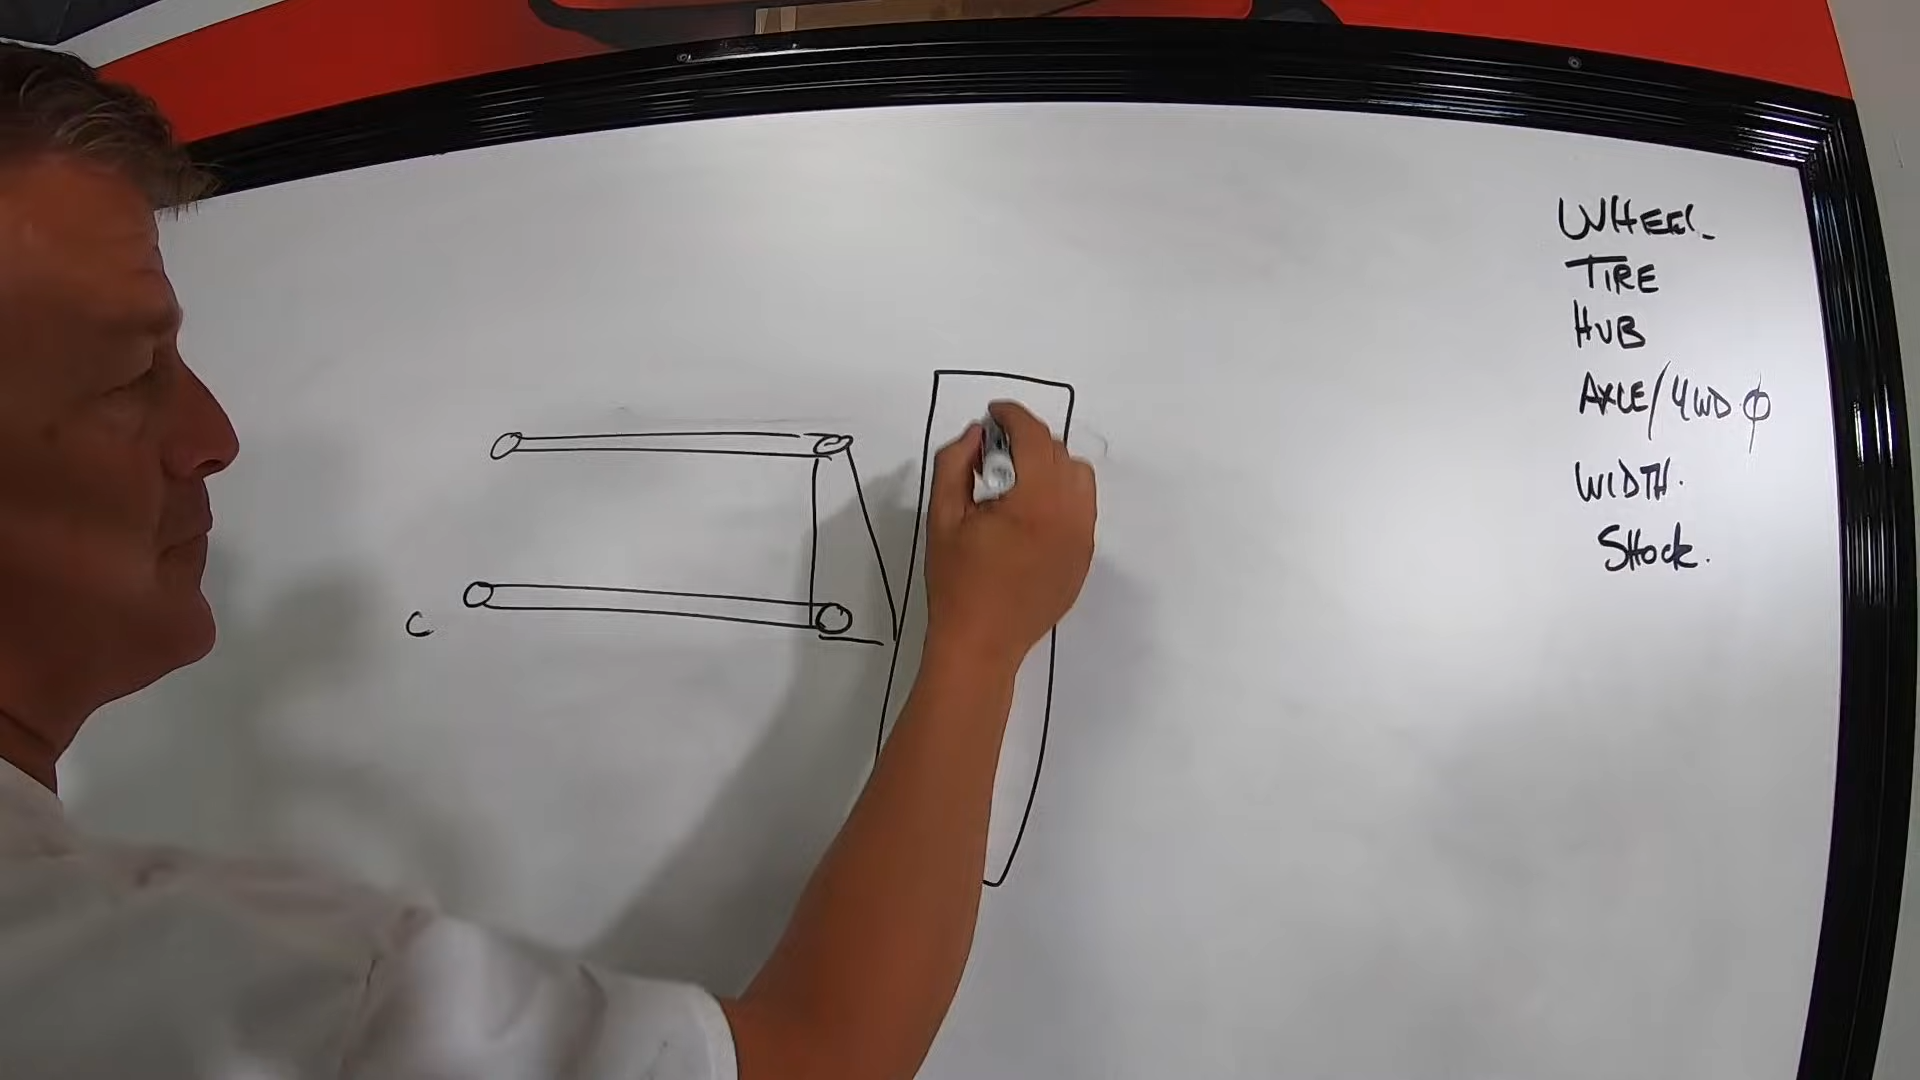 WHEEL
TIRE
HUB
AXLE/4WD φ
WIDTH.
SHOCK.
C